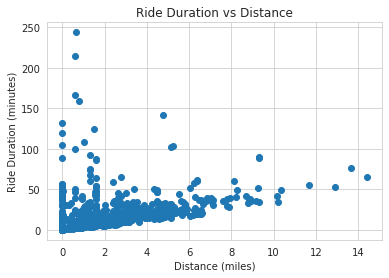 Ride Duration vs Distance
Ride Duration (minutes)
250
200
150
100
50
0
0 2 4 6 8 10 12 14
Distance (miles)